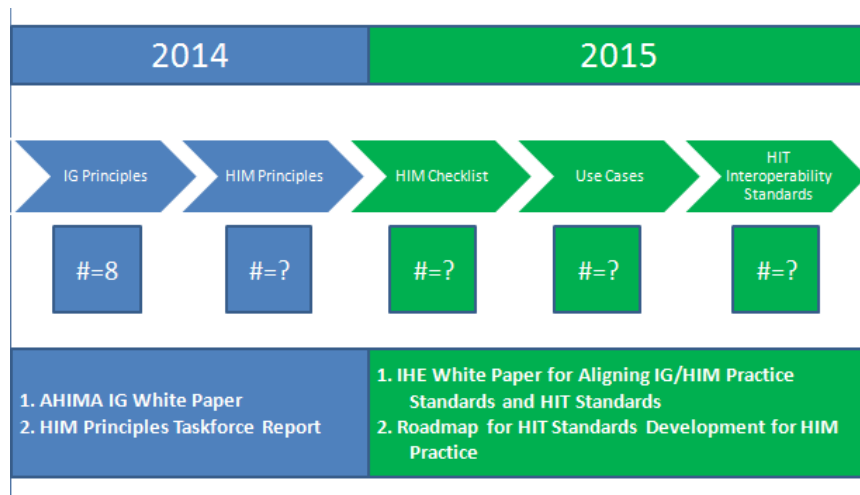 2014
2015
IG Principles
HIM Principles
HIM Checklist
Use Cases
HIT
Interoperability
Standards
#=8
#=?
#=?
#=?
#=?
1. AHIMA IG White Paper
2. HIM Principles Taskforce Report
1. IHE White Paper for Aligning IG/HIM Practice
Standards and HIT Standards
2. Roadmap for HIT Standards Development for HIM
Practice